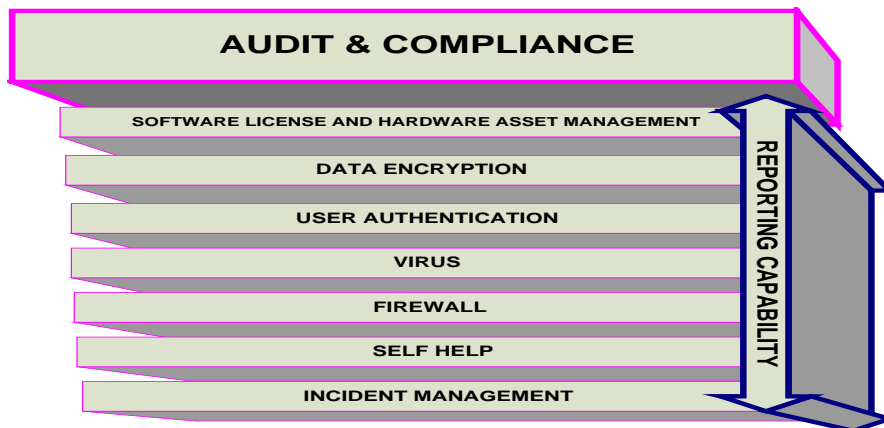 AUDIT & COMPLIANCE
SOFTWARE LICENSE AND HARDWARE ASSET MANAGEMENT
DATA ENCRYPTION
USER AUTHENTICATION
VIRUS
FIREWALL
SELF HELP
INCIDENT MANAGEMENT
REPORTING CAPABILITY